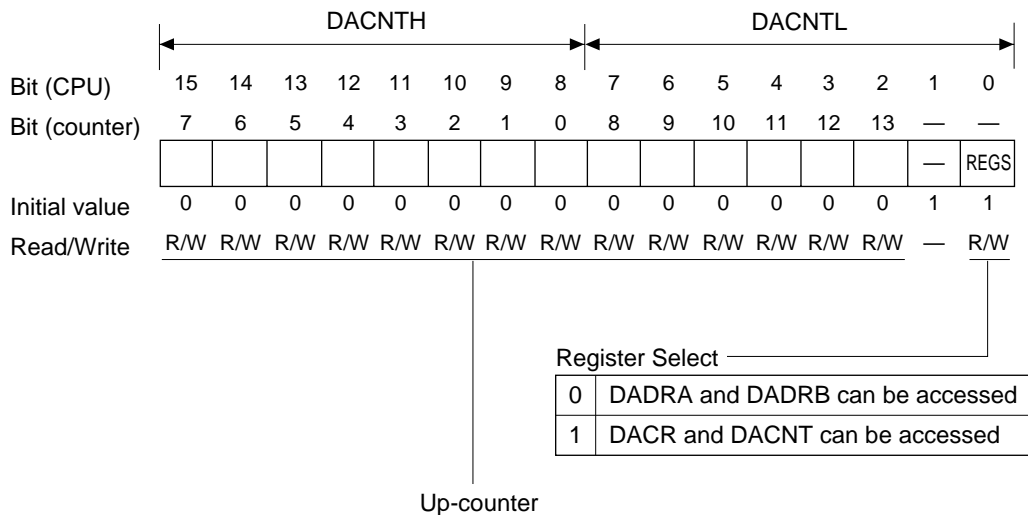 DACNTH DACNTL
Bit (CPU) 15 14 13 12 11 10 9 8 7 6 5 4 3 2 1 0
Bit (counter) 7 6 5 4 3 2 1 0 8 9 10 11 12 13 — —
— REGS
Initial value 0 0 0 0 0 0 0 0 0 0 0 0 0 0 1 1
Read/Write R/W R/W R/W R/W R/W R/W R/W R/W R/W R/W R/W R/W R/W R/W — R/W
Register Select
0 DADRA and DADRB can be accessed
1 DACR and DACNT can be accessed
Up-counter